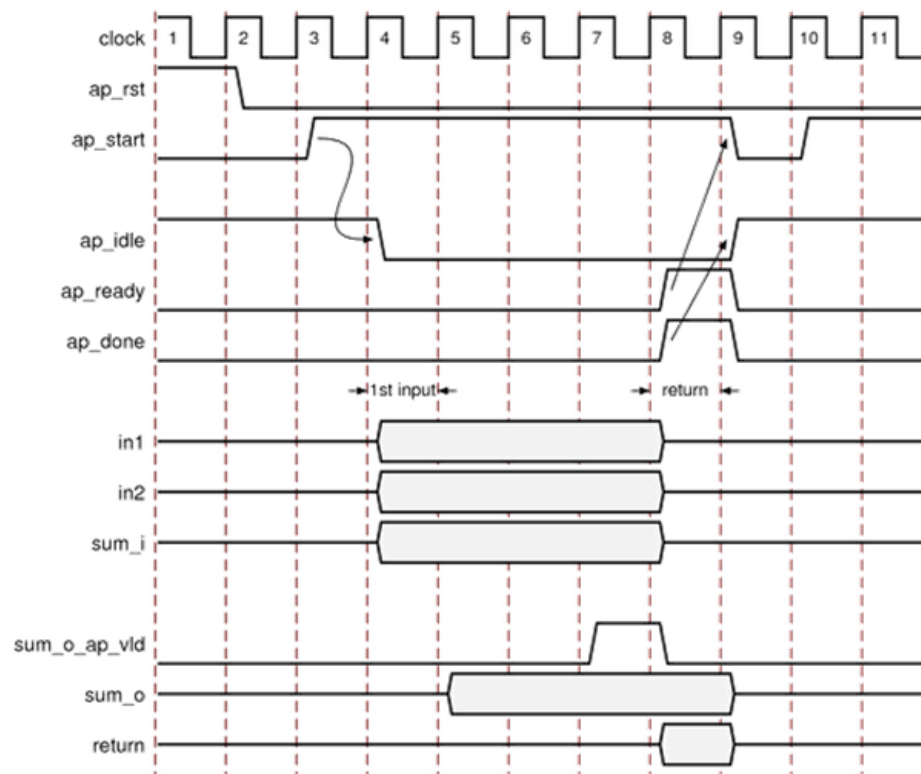 clock 1 2 3 4 5 6 7 8 9 10 11
ap_rst
ap_start
ap_idle
ap_ready
ap_done
1st input return
in1
in2
sum_i
sum_o_ap_vld
sum_o
return